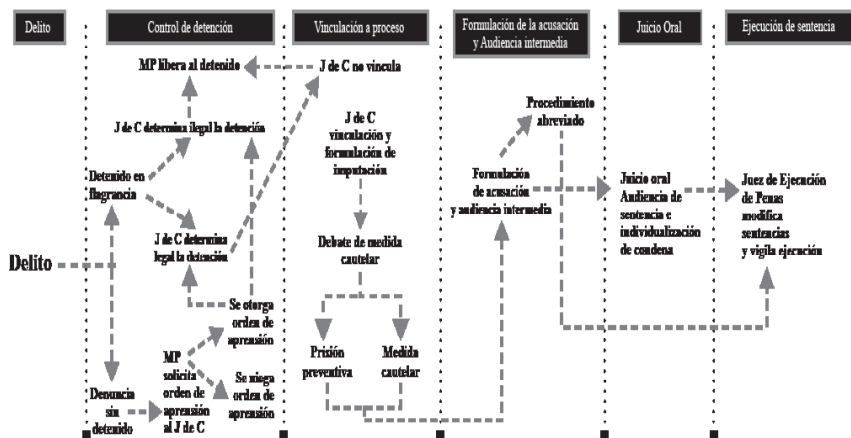 Delito
Control de detención
Vinculación a proceso
Formulación de la acusación
y Audiencia intermedia
Juicio Oral
Ejecución de sentencia
MP libera al detenido
J de C no vincula
J de C determina ilegal la detención
Detenido en
flagrancia
J de C determina
legal la detención
Delito
Se otorga
orden de
aprensión
MP
solicita
orden de
aprensión
al J de C
Se niega
orden de
aprensión
Denuncia
sin
detenido
J de C
vinculación y
formulación de
imputación
Debate de medida
cautelar
Prisión
preventiva
Medida
cautelar
Procedimiento
abreviado
Formulación
de acusación
y audiencia intermedia
Juicio oral
Audiencia de
sentencia e
individualización
de condena
Juez de Ejecución
de Penas
modifica
sentencias
y vigila ejecución